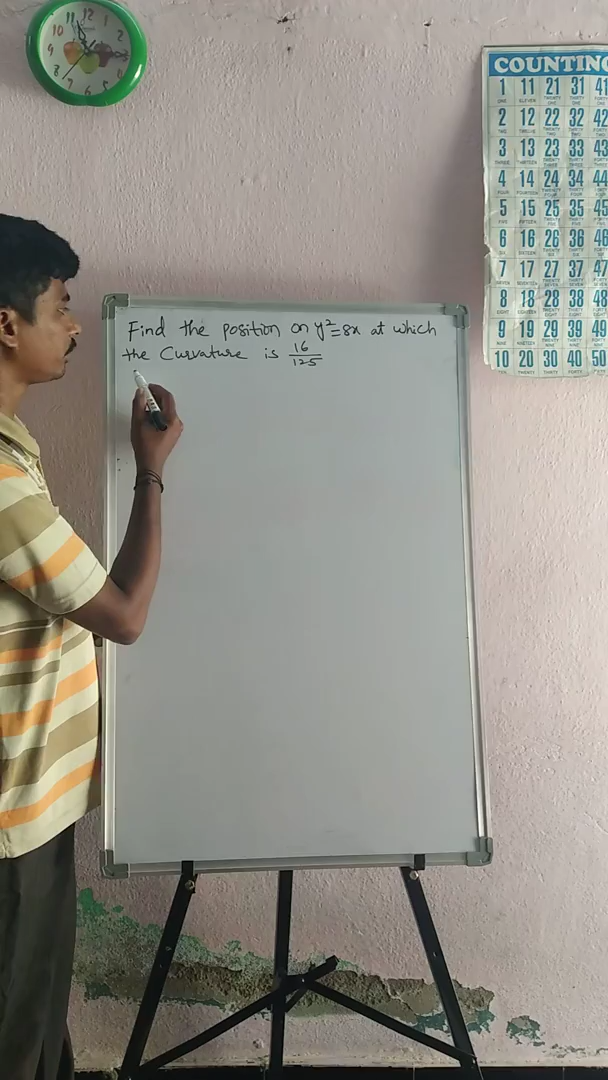 Find the position on y²=8x at which
the Curvature is 16/125
COUNTING
1 11 21 31 41
2 12 22 32 42
3 13 23 33 43
4 14 24 34 44
5 15 25 35 45
6 16 26 36 46
7 17 27 37 47
8 18 28 38 48
9 19 29 39 49
10 20 30 40 50